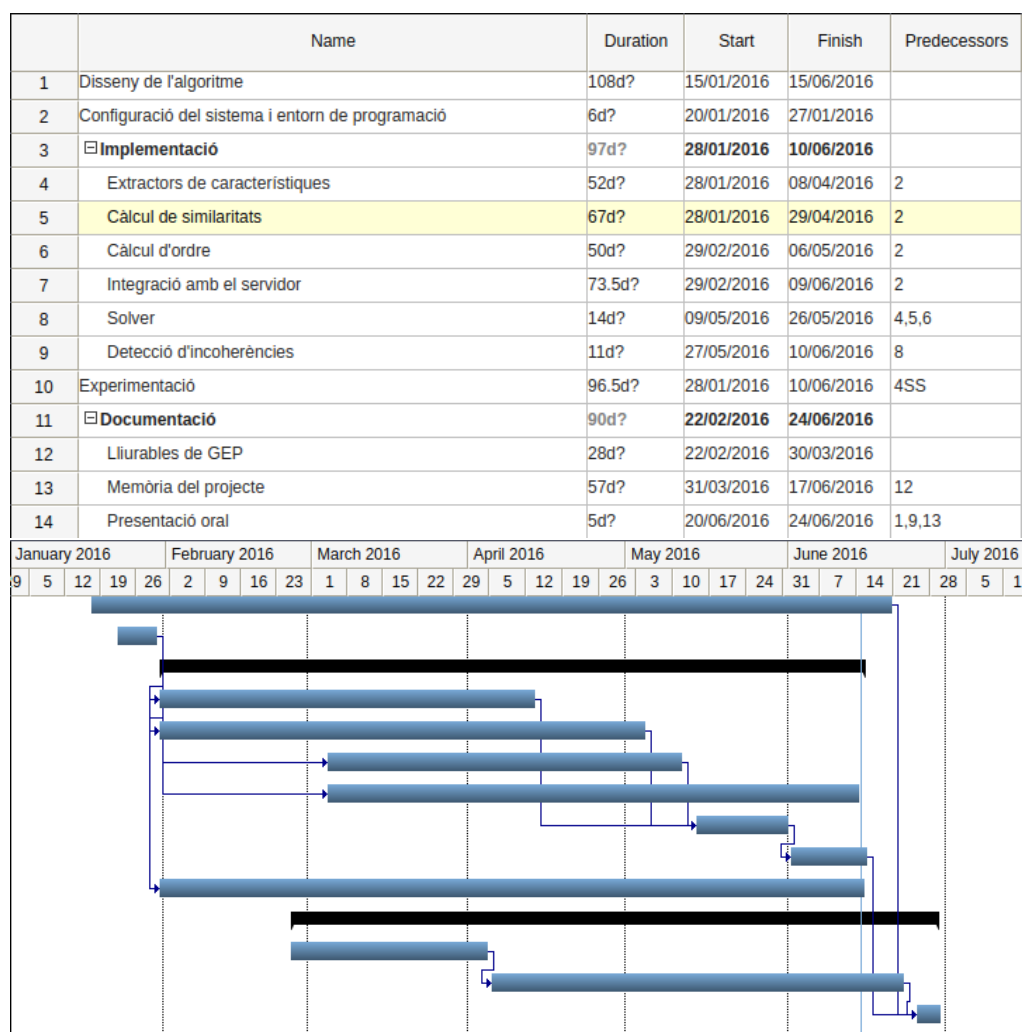 Name Duration Start Finish Predecessors
1 Disseny de l'algoritme 108d? 15/01/2016 15/06/2016
2 Configuració del sistema i entorn de programació 6d? 20/01/2016 27/01/2016
3 Implementació 97d? 28/01/2016 10/06/2016
4 Extractors de característiques 52d? 28/01/2016 08/04/2016 2
5 Càlcul de similaritats 67d? 28/01/2016 29/04/2016 2
6 Càlcul d'ordre 50d? 29/02/2016 06/05/2016 2
7 Integració amb el servidor 73.5d? 29/02/2016 09/06/2016 2
8 Solver 14d? 09/05/2016 26/05/2016 4,5,6
9 Detecció d'incoherències 11d? 27/05/2016 10/06/2016 8
10 Experimentació 96.5d? 28/01/2016 10/06/2016 4SS
11 Documentació 90d? 22/02/2016 24/06/2016
12 Lliurables de GEP 28d? 22/02/2016 30/03/2016
13 Memòria del projecte 57d? 31/03/2016 17/06/2016 12
14 Presentació oral 5d? 20/06/2016 24/06/2016 1,9,13
January 2016 February 2016 March 2016 April 2016 May 2016 June 2016 July 2016
9 5 12 19 26 2 9 16 23 1 8 15 22 29 5 12 19 26 3 10 17 24 31 7 14 21 28 5 1